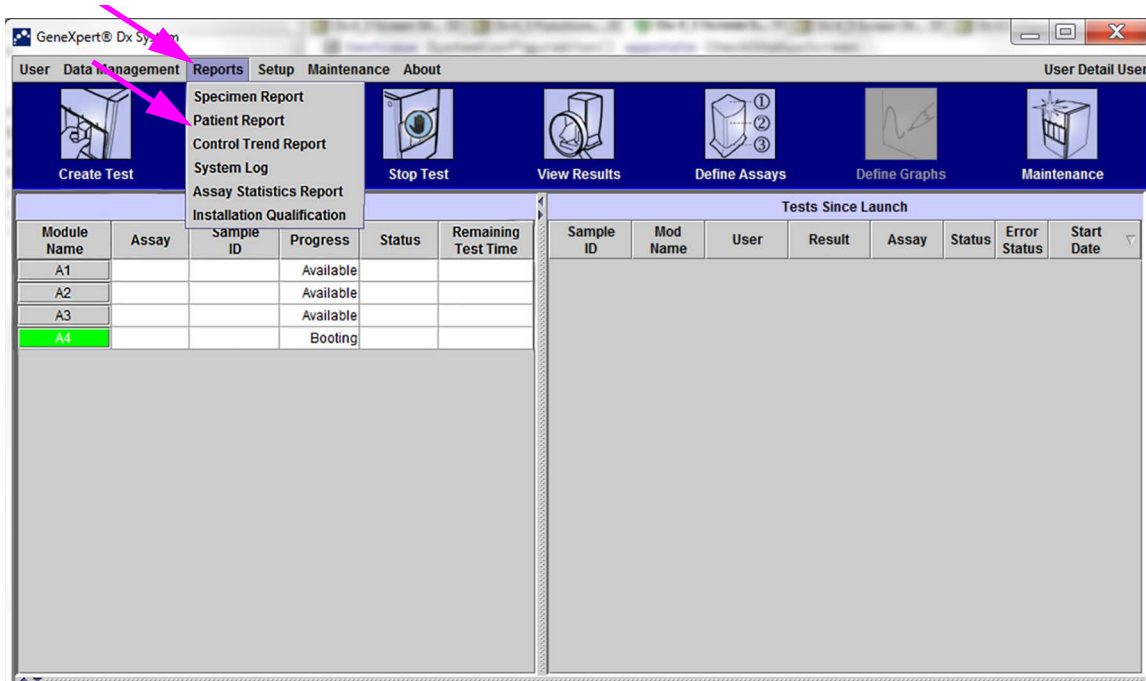 GeneXpert® Dx System
User Data Management Reports Setup Maintenance About User Detail User
Specimen Report
Patient Report
Control Trend Report
System Log
Assay Statistics Report
Installation Qualification
Create Test Stop Test View Results Define Assays Define Graphs Maintenance
① ② ③
Tests Since Launch
Module Name Assay Sample ID Progress Status Remaining Test Time
Sample ID Mod Name User Result Assay Status Error Status Start Date
A1 Available
A2 Available
A3 Available
A4 Booting